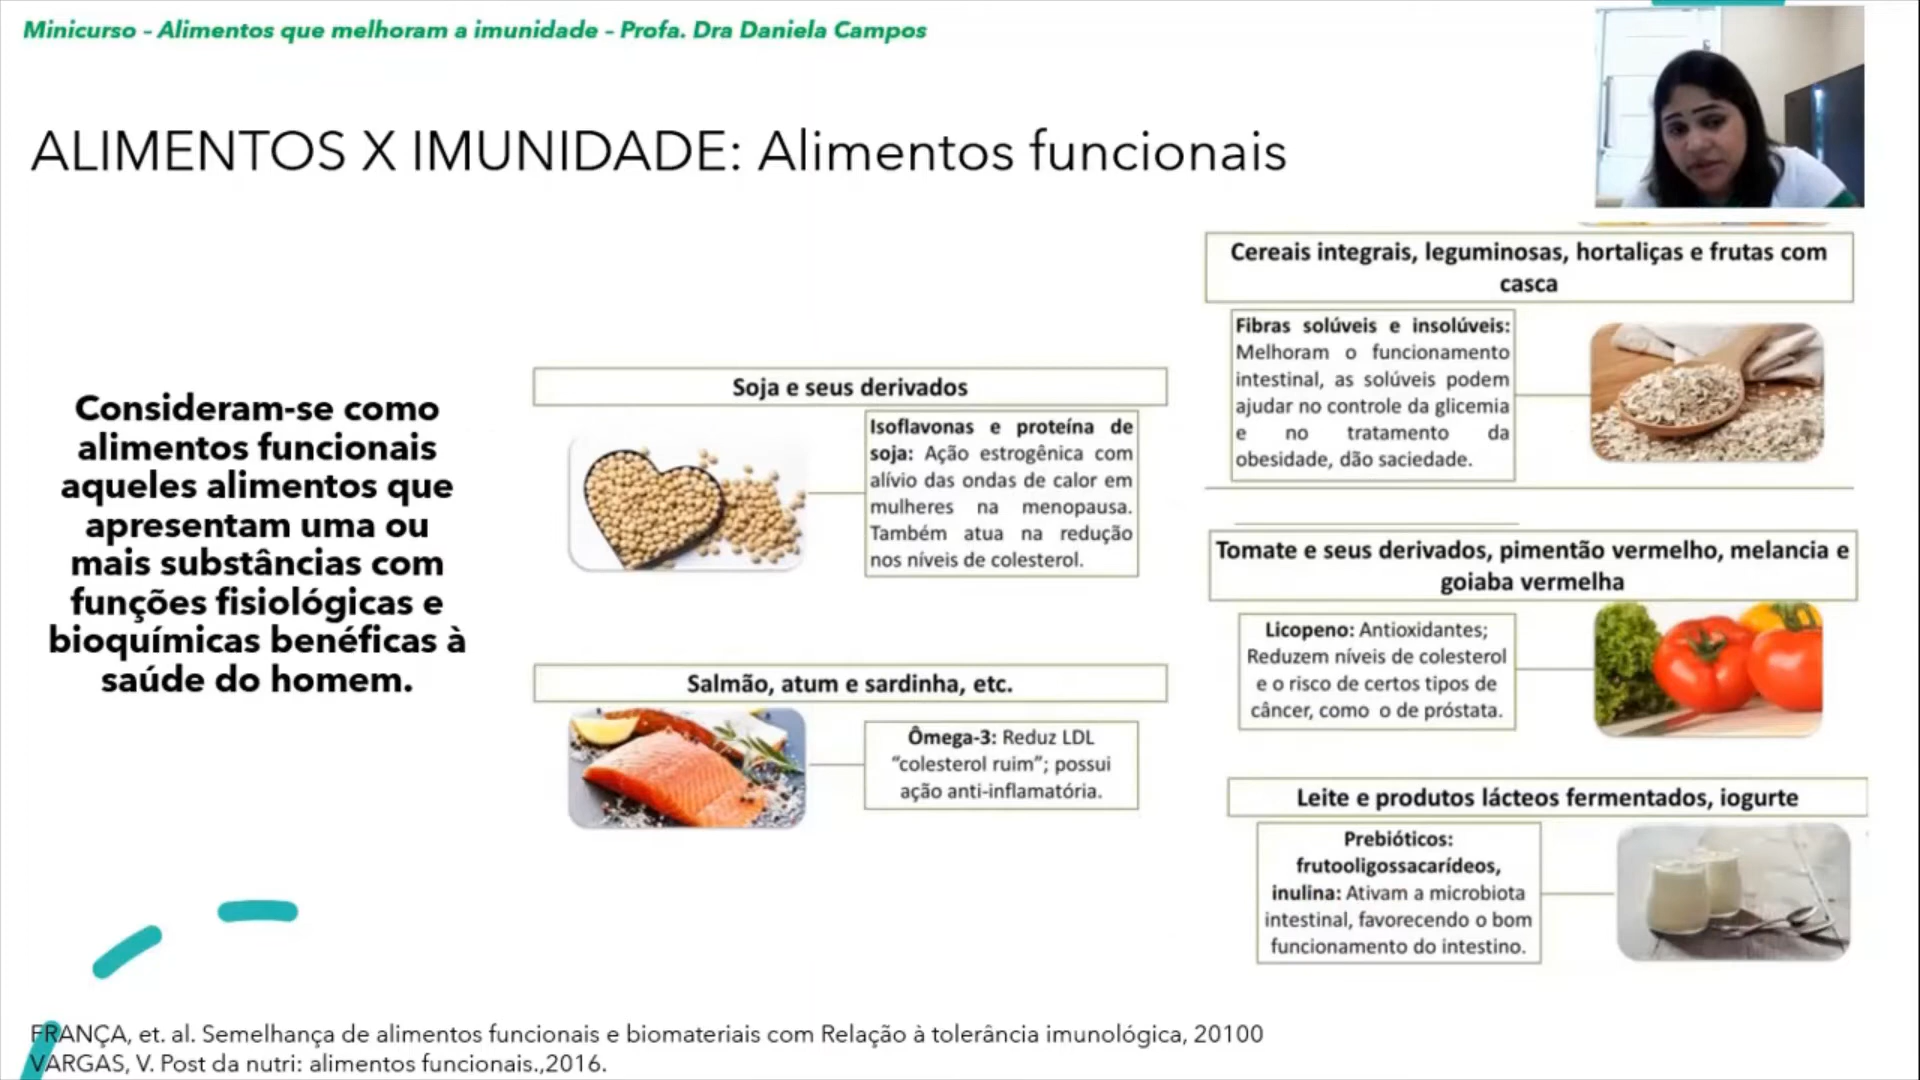 Minicurso – Alimentos que melhoram a imunidade – Profa. Dra Daniela Campos
ALIMENTOS X IMUNIDADE: Alimentos funcionais
Consideram-se como
alimentos funcionais
aqueles alimentos que
apresentam uma ou
mais substâncias com
funções fisiológicas e
bioquímicas benéficas à
saúde do homem.
Soja e seus derivados
Isoflavonas e proteína de
soja: Ação estrogênica com
alívio das ondas de calor em
mulheres na menopausa.
Também atua na redução
nos níveis de colesterol.
Salmão, atum e sardinha, etc.
Ômega-3: Reduz LDL
“colesterol ruim”; possui
ação anti-inflamatória.
Cereais integrais, leguminosas, hortaliças e frutas com
casca
Fibras solúveis e insolúveis:
Melhoram o funcionamento
intestinal, as solúveis podem
ajudar no controle da glicemia
e no tratamento da
obesidade, dão saciedade.
Tomate e seus derivados, pimentão vermelho, melancia e
goiaba vermelha
Licopeno: Antioxidantes;
Reduzem níveis de colesterol
e o risco de certos tipos de
câncer, como o de próstata.
Leite e produtos lácteos fermentados, iogurte
Prebióticos:
frutooligossacarídeos,
inulina: Ativam a microbiota
intestinal, favorecendo o bom
funcionamento do intestino.
FRANÇA, et. al. Semelhança de alimentos funcionais e biomateriais com Relação à tolerância imunológica, 20100
VARGAS, V. Post da nutri: alimentos funcionais.,2016.